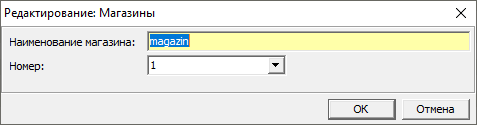 Редактирование: Магазины
Наименование магазина: magazin
Номер: 1
OK Отмена